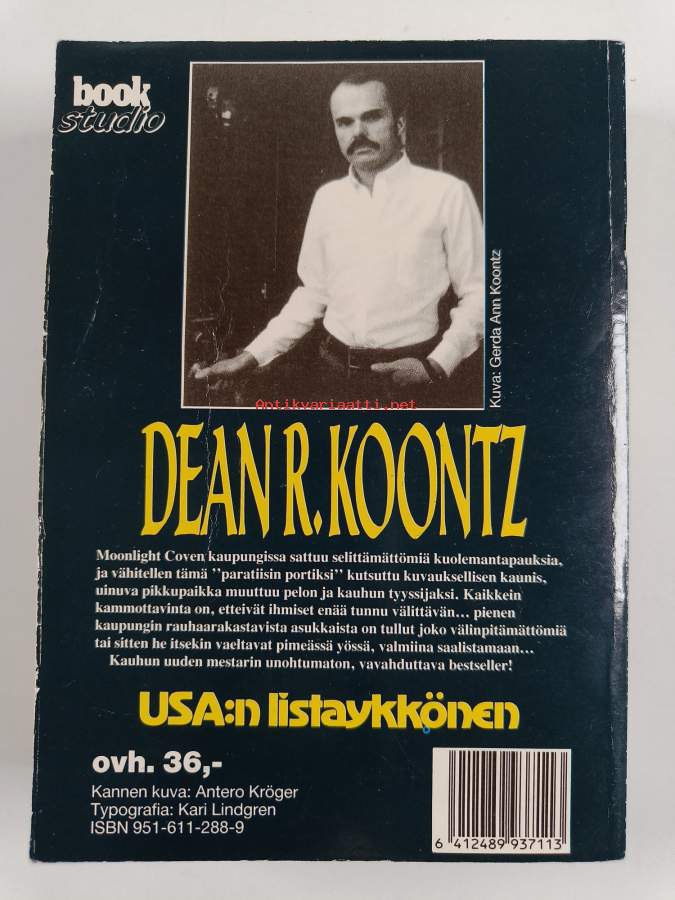 book
studio
Kuva: Gerda Ann Koontz
Antikvariaatti.net
DEAN R. KOONTZ
Moonlight Coven kaupungissa sattuu selittämättömiä kuolemantapauksia,
ja vähitellen tämä ”paratiisin portiksi” kutsuttu kuvauksellisen kaunis,
uinuva pikkupaikka muuttuu pelon ja kauhun tyyssijaksi. Kaikkein
kammottavinta on, etteivät ihmiset enää tunnu välittävän... pienen
kaupungin rauhaarakastavista asukkaista on tullut joko välinpitämättömiä
tai sitten he itsekin vaeltavat pimeässä yössä, valmiina saalistamaan...
Kauhun uuden mestarin unohtumaton, vavahduttava bestseller!
USA:n listaykkönen
ovh. 36,-
Kannen kuva: Antero Kröger
Typografia: Kari Lindgren
ISBN 951-611-288-9
6 412489 937113